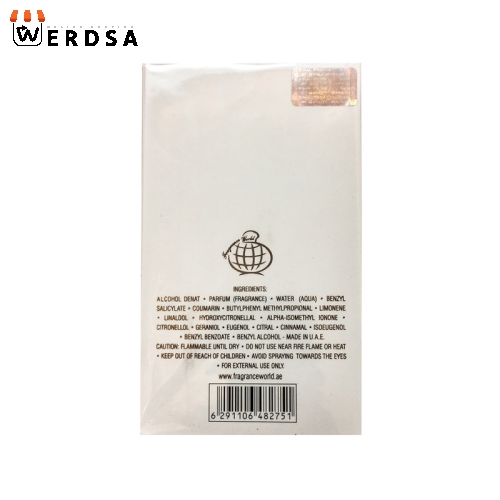 WERDSA
Fragrance World
INGREDIENTS:
ALCOHOL DENAT • PARFUM (FRAGRANCE) • WATER (AQUA) • BENZYL
SALICYLATE • COUMARIN • BUTYLPHENYL METHYLPROPIONAL • LIMONENE
• LINALOOL • HYDROXYCITRONELLAL • ALPHA-ISOMETHYL IONONE •
CITRONELLOL • GERANIOL • EUGENOL • CITRAL • CINNAMAL • ISOEUGENOL
• BENZYL BENZOATE • BENZYL ALCOHOL - MADE IN U.A.E.
CAUTION: FLAMMABLE UNTIL DRY • DO NOT USE NEAR FIRE FLAME OR HEAT
• KEEP OUT OF REACH OF CHILDREN • AVOID SPRAYING TOWARDS THE EYES
• FOR EXTERNAL USE ONLY.
www.fragranceworld.ae
6 291106 482751